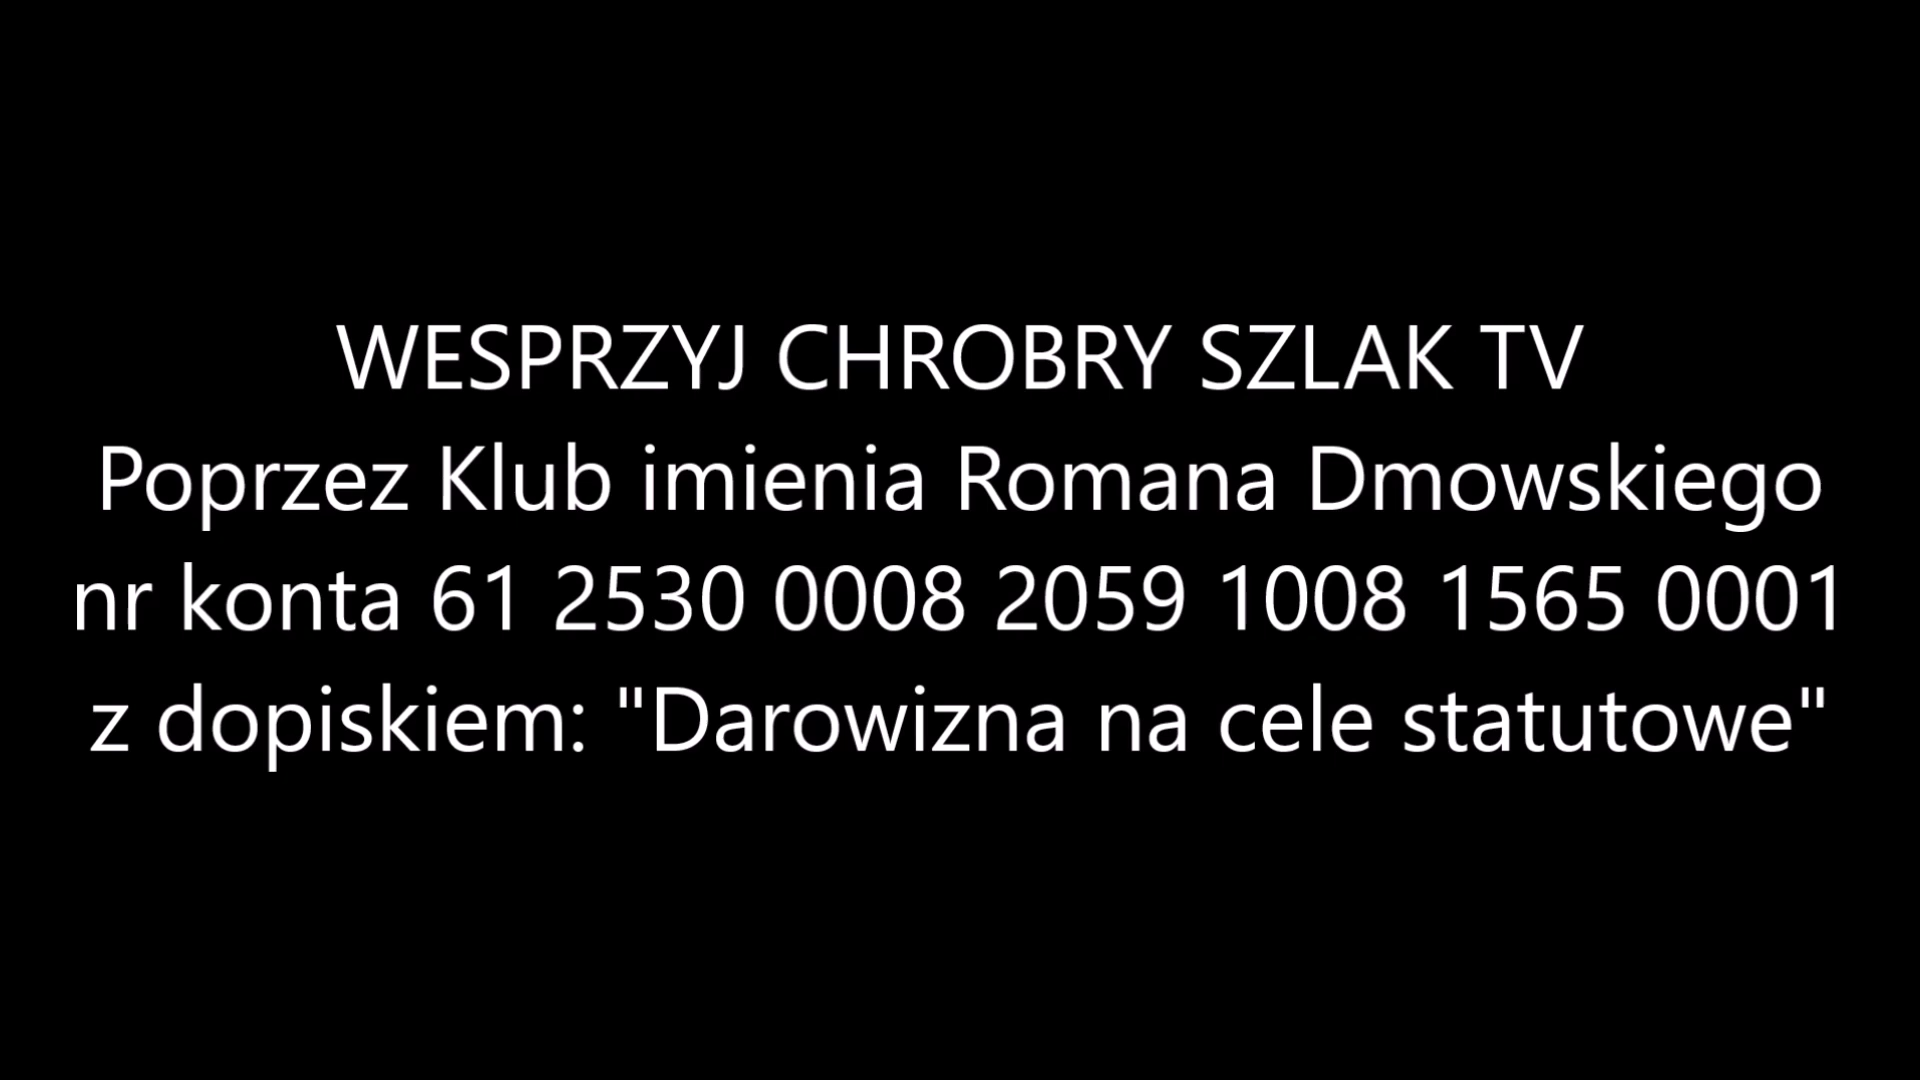 WESPRZYJ CHROBRY SZLAK TV
Poprzez Klub imienia Romana Dmowskiego
nr konta 61 2530 0008 2059 1008 1565 0001
z dopiskiem: "Darowizna na cele statutowe"